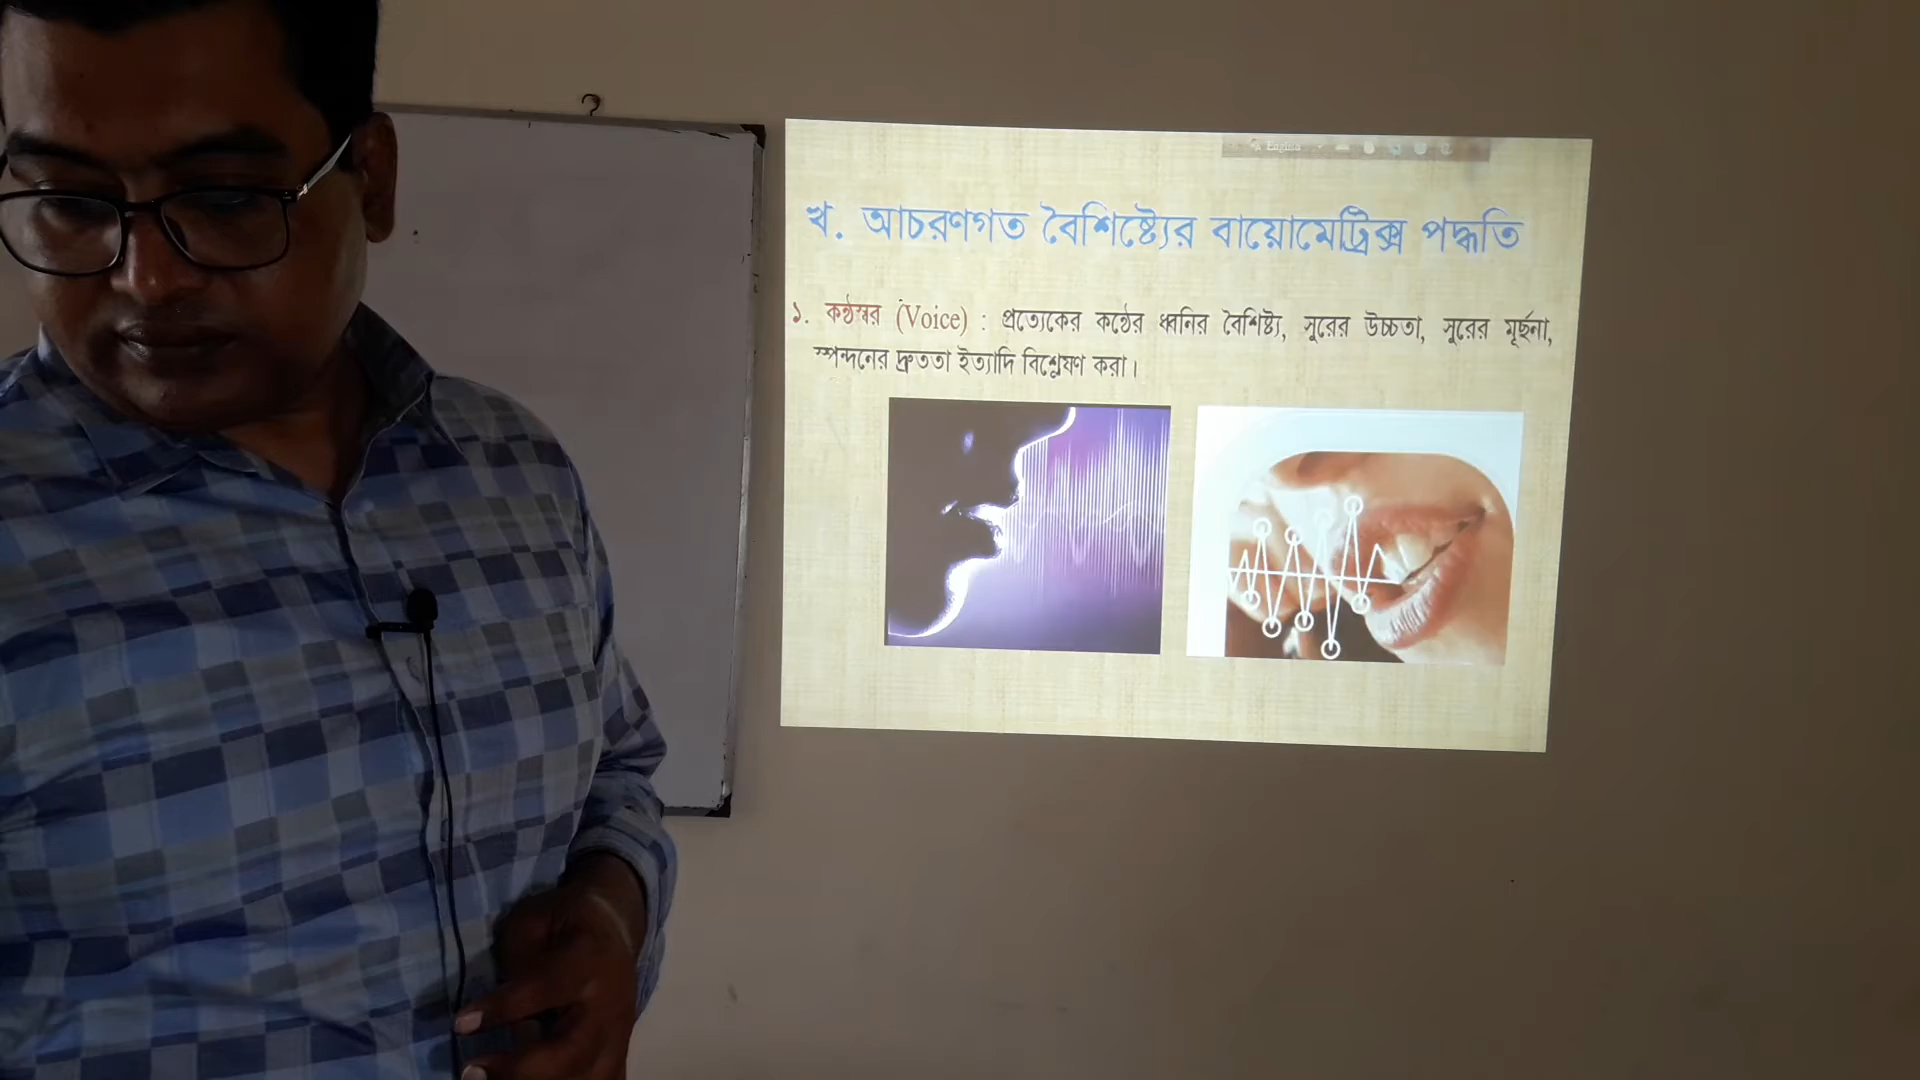 English
খ. আচরণগত বৈশিষ্ট্যের বায়োমেট্রিক্স পদ্ধতি
১. কণ্ঠস্বর (Voice) : প্রত্যেকের কণ্ঠের ধ্বনির বৈশিষ্ট্য, সুরের উচ্চতা, সুরের মূর্ছনা,
স্পন্দনের দ্রুততা ইত্যাদি বিশ্লেষণ করা।